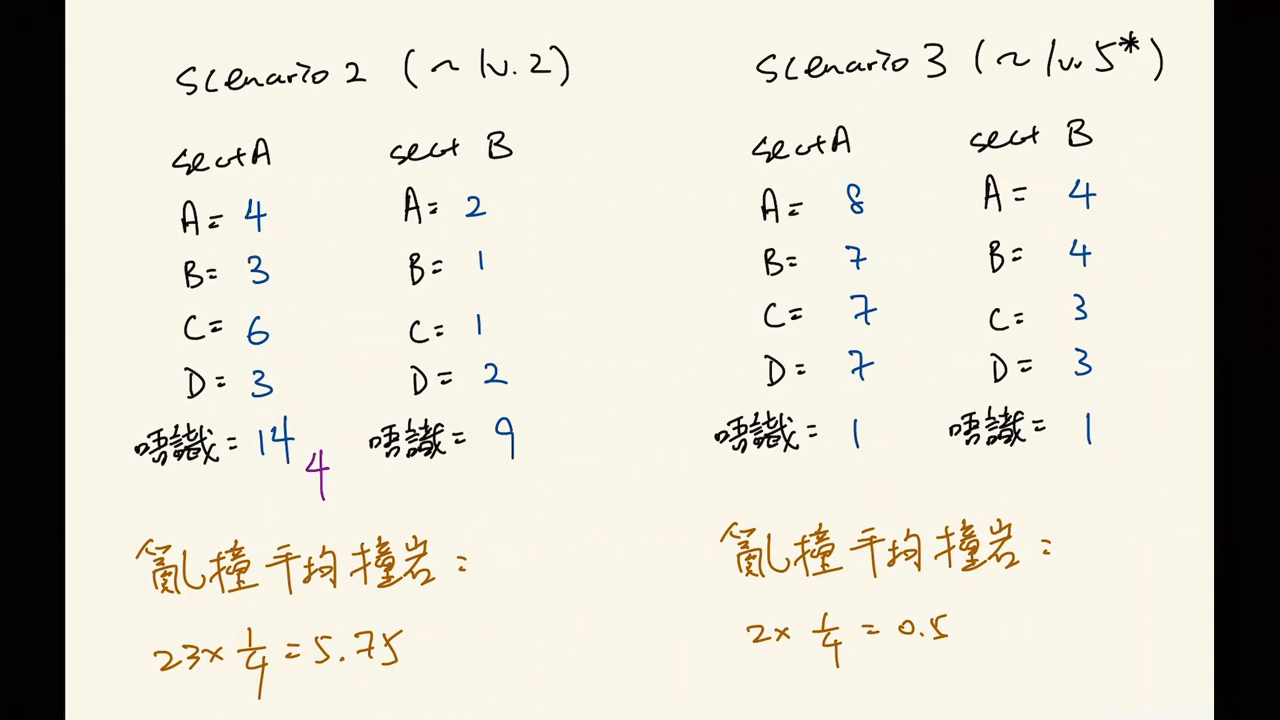 Scenario 2 (~ lv. 2)
sect A
A = 4
B = 3
C = 6
D = 3
唔識 = 14
4
sect B
A = 2
B = 1
C = 1
D = 2
唔識 = 9
亂撞平均撞岩 =
23 x 1/4 = 5.75
Scenario 3 (~ lv. 5*)
sect A
A = 8
B = 7
C = 7
D = 7
唔識 = 1
sect B
A = 4
B = 4
C = 3
D = 3
唔識 = 1
亂撞平均撞岩 :
2 x 1/4 = 0.5